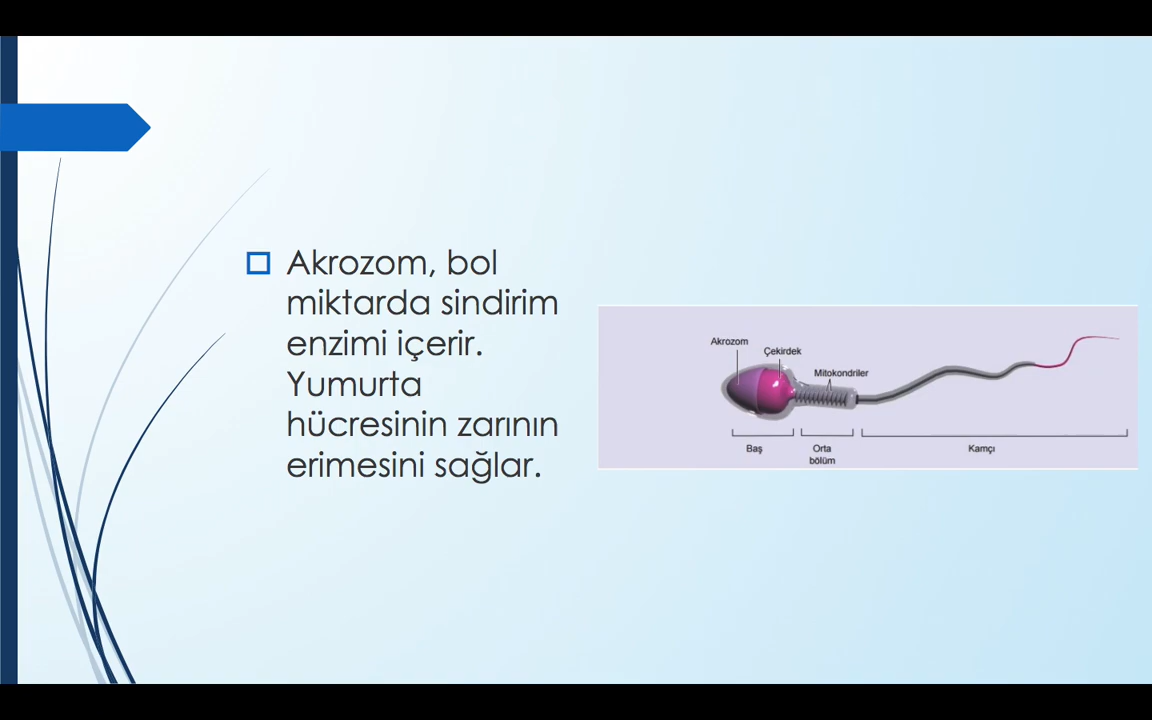 Akrozom, bol
miktarda sindirim
enzimi içerir.
Yumurta
hücresinin zarının
erimesini sağlar.
Akrozom
Çekirdek
Mitokondriler
Baş
Orta
bölüm
Kamçı